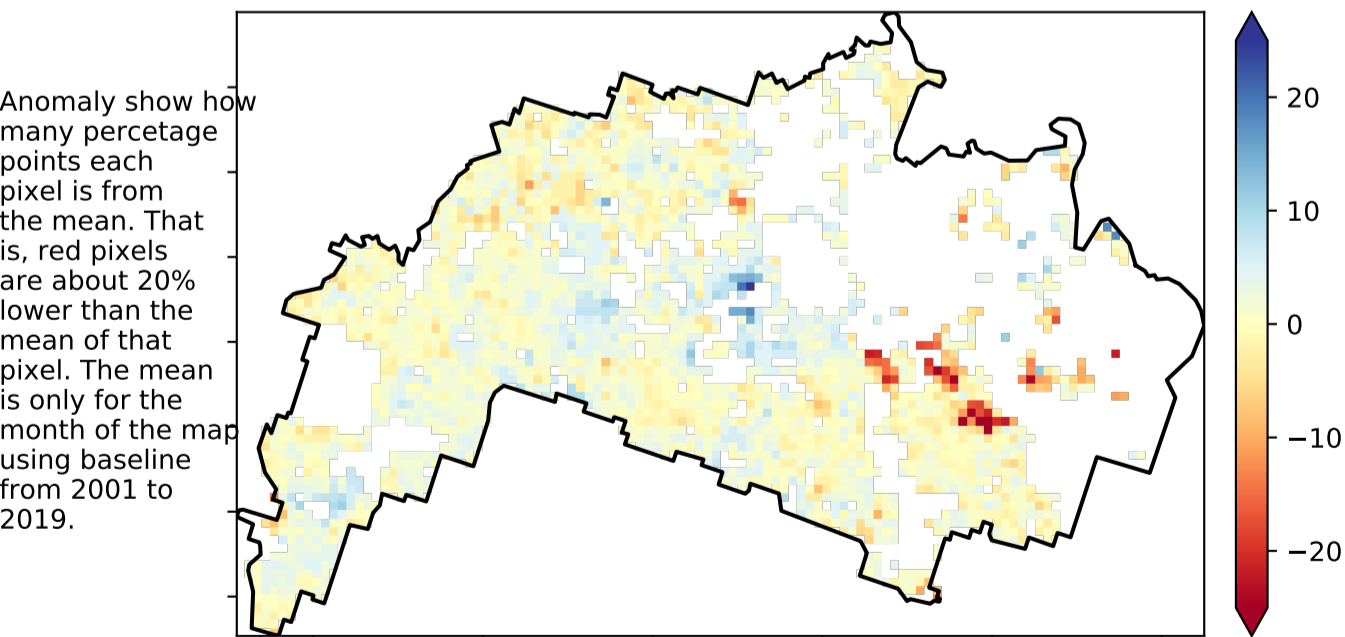 Anomaly show how
many percetage
points each
pixel is from
the mean. That
is, red pixels
are about 20%
lower than the
mean of that
pixel. The mean
is only for the
month of the map
using baseline
from 2001 to
2019.
20
10
0
−10
−20